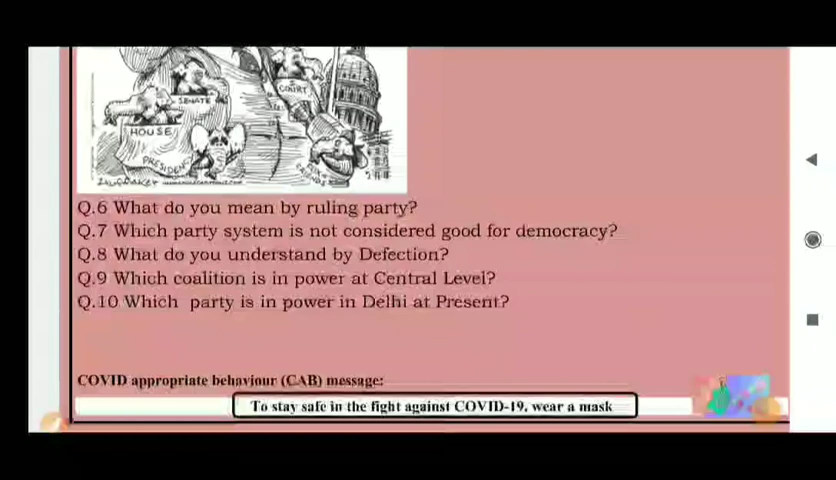 SENATE
COURT
HOUSE
PRESIDENCY
Q.6 What do you mean by ruling party?
Q.7 Which party system is not considered good for democracy?
Q.8 What do you understand by Defection?
Q.9 Which coalition is in power at Central Level?
Q.10 Which party is in power in Delhi at Present?
COVID appropriate behaviour (CAB) message:
To stay safe in the fight against COVID-19, wear a mask